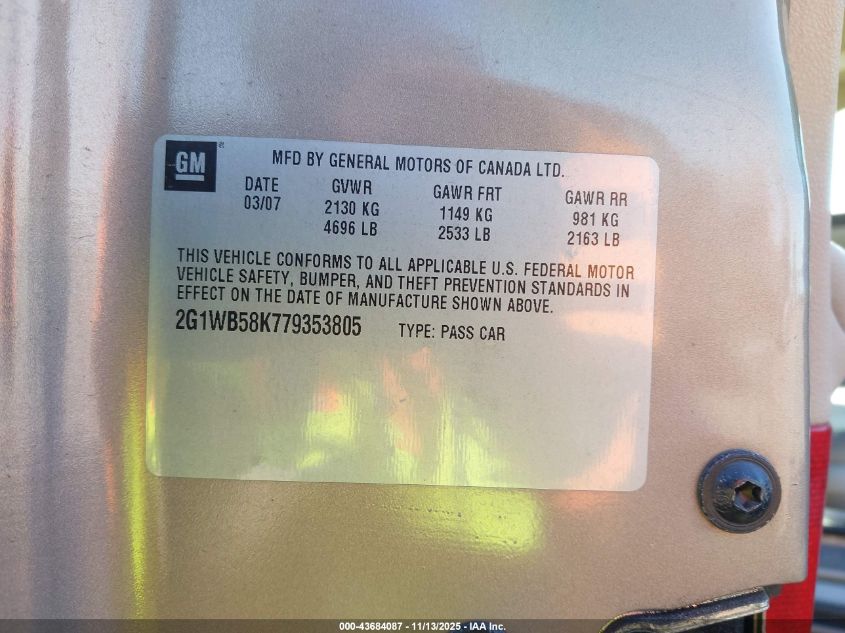 GM
MFD BY GENERAL MOTORS OF CANADA LTD.
DATE GVWR GAWR FRT GAWR RR
03/07 2130 KG 1149 KG 981 KG
4696 LB 2533 LB 2163 LB
THIS VEHICLE CONFORMS TO ALL APPLICABLE U.S. FEDERAL MOTOR
VEHICLE SAFETY, BUMPER, AND THEFT PREVENTION STANDARDS IN
EFFECT ON THE DATE OF MANUFACTURE SHOWN ABOVE.
2G1WB58K779353805 TYPE: PASS CAR
000-43684087 - 11/13/2025 - IAA Inc.